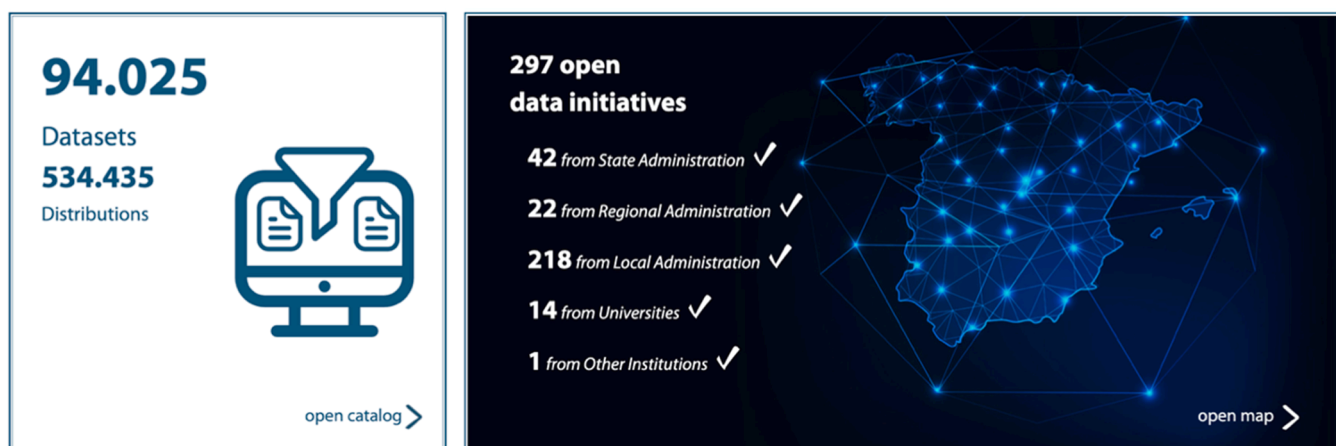 94.025
Datasets
534.435
Distributions
open catalog
297 open
data initiatives
42 from State Administration
22 from Regional Administration
218 from Local Administration
14 from Universities
1 from Other Institutions
open map